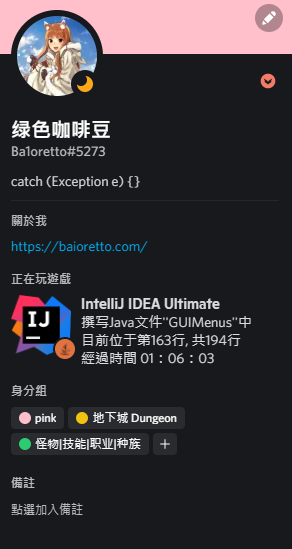 绿色咖啡豆
Ba1oretto#5273
catch (Exception e) {}
關於我
https://baioretto.com/
正在玩遊戲
IJ
IntelliJ IDEA Ultimate
撰写Java文件"GUIMenus"中
目前位于第163行, 共194行
經過時間 01：06：03
身分組
pink
地下城 Dungeon
怪物|技能|职业|种族
+
備註
點選加入備註